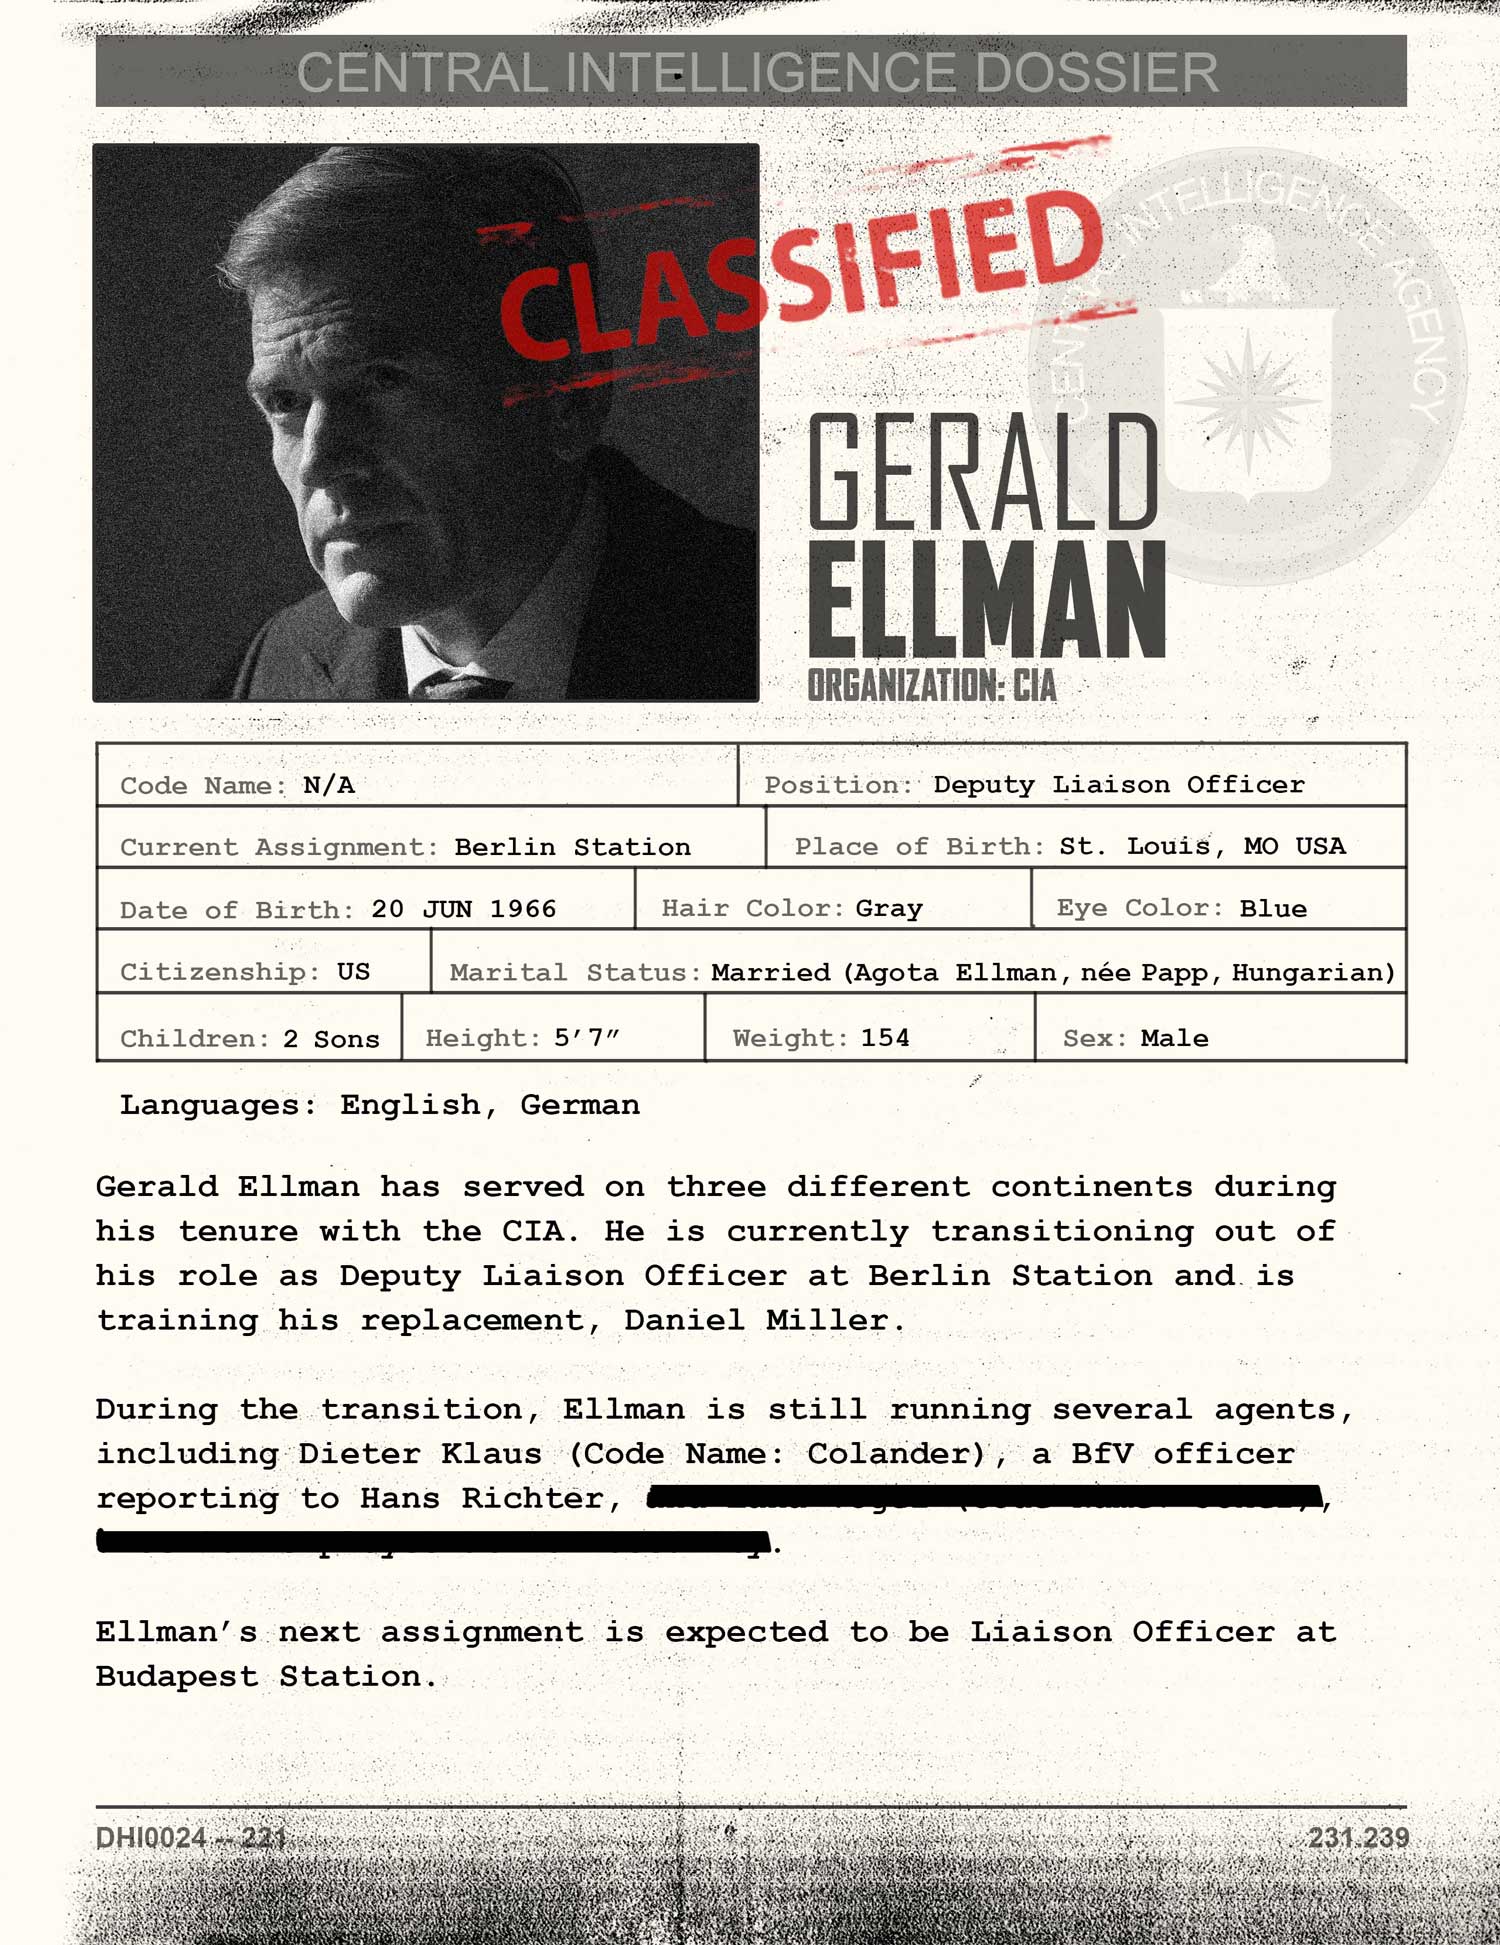 CENTRAL INTELLIGENCE DOSSIER
CLASSIFIED
CENTRAL INTELLIGENCE AGENCY
GERALD
ELLMAN
ORGANIZATION: CIA
Code Name: N/A Position: Deputy Liaison Officer
Current Assignment: Berlin Station Place of Birth: St. Louis, MO USA
Date of Birth: 20 JUN 1966 Hair Color: Gray Eye Color: Blue
Citizenship: US Marital Status: Married (Agota Ellman, née Papp, Hungarian)
Children: 2 Sons Height: 5’7” Weight: 154 Sex: Male
Languages: English, German
Gerald Ellman has served on three different continents during
his tenure with the CIA. He is currently transitioning out of
his role as Deputy Liaison Officer at Berlin Station and is
training his replacement, Daniel Miller.
During the transition, Ellman is still running several agents,
including Dieter Klaus (Code Name: Colander), a BfV officer
reporting to Hans Richter, ,
.
Ellman’s next assignment is expected to be Liaison Officer at
Budapest Station.
DHI0024 -- 221 231.239